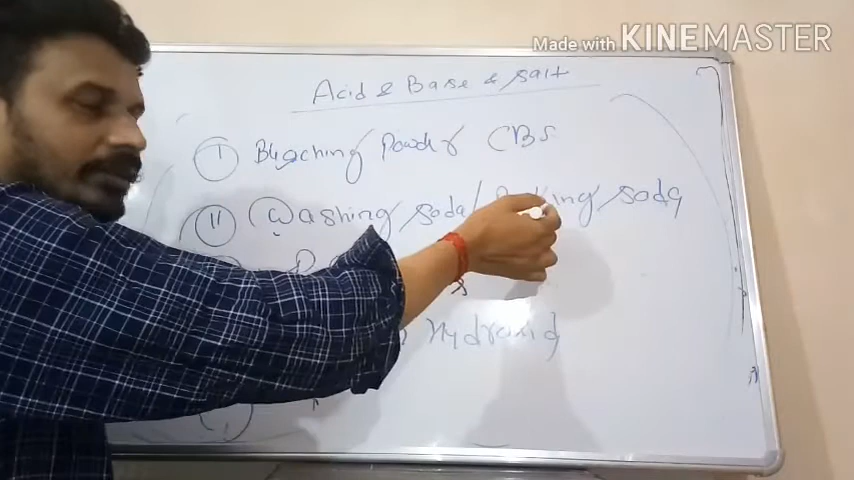 Made with KINEMASTER
Acid & Base & salt
I Bleaching Powder CBS
II Washing soda / Baking soda
Hydroxid